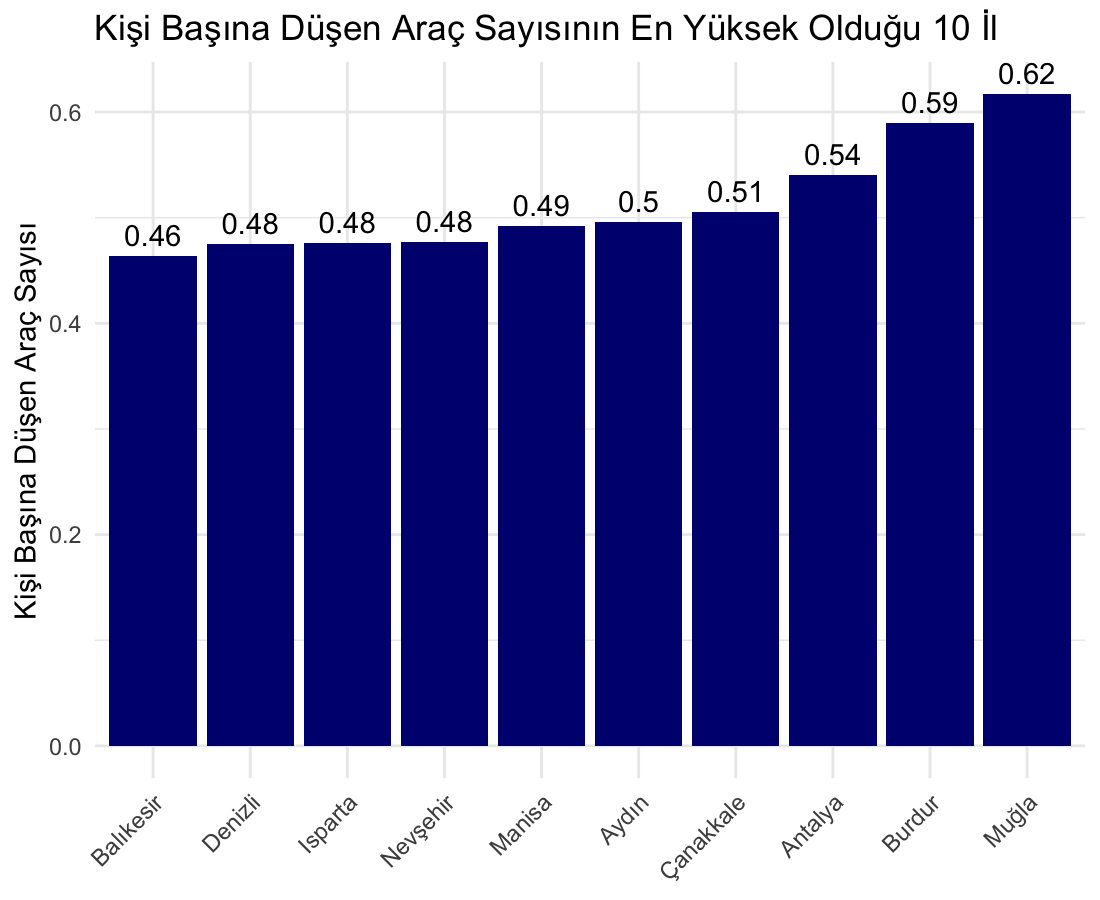 Kişi Başına Düşen Araç Sayısının En Yüksek Olduğu 10 İl
Kişi Başına Düşen Araç Sayısı
0.6
0.4
0.2
0.0
0.46
0.48
0.48
0.48
0.49
0.5
0.51
0.54
0.59
0.62
Balıkesir
Denizli
Isparta
Nevşehir
Manisa
Aydın
Çanakkale
Antalya
Burdur
Muğla